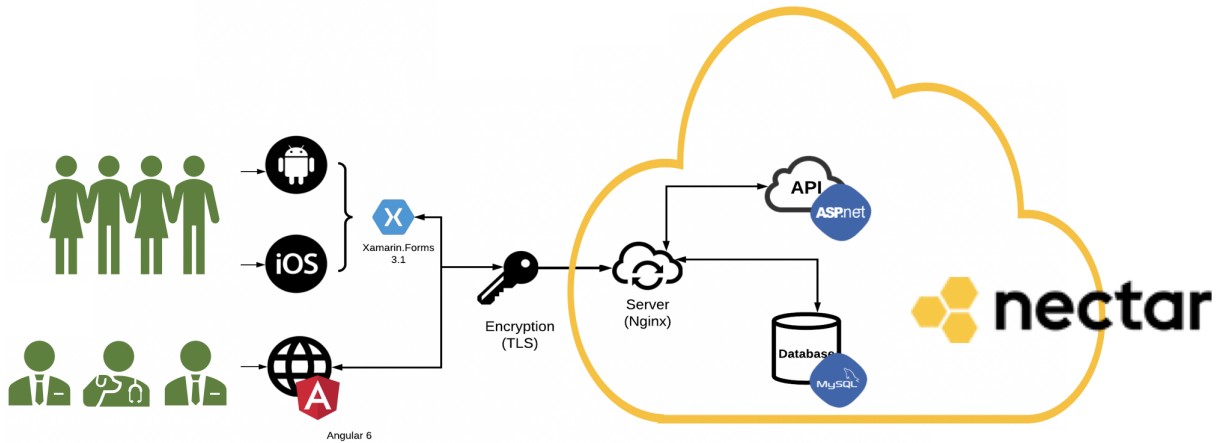 iOS
Xamarin.Forms
3.1
A
Angular 6
Encryption
(TLS)
Server
(Nginx)
API
ASP.net
Database
MySQL
nectar